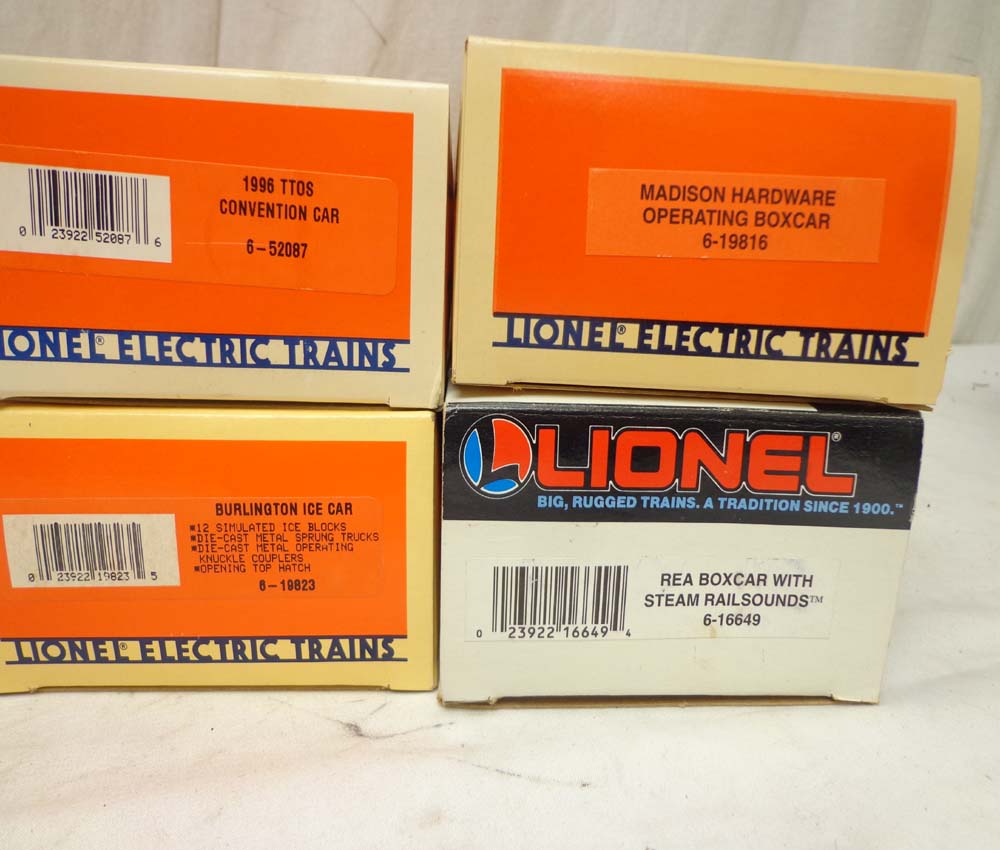 1996 TTOS
CONVENTION CAR
6-52087
0 23922 52087 6
IONEL® ELECTRIC TRAINS
MADISON HARDWARE
OPERATING BOXCAR
6-19816
LIONEL® ELECTRIC TRAINS
BURLINGTON ICE CAR
*12 SIMULATED ICE BLOCKS
*DIE-CAST METAL SPRUNG TRUCKS
*DIE-CAST METAL OPERATING
KNUCKLE COUPLERS
*OPENING TOP HATCH
6-19823
0 23922 19823 5
LIONEL® ELECTRIC TRAINS
LIONEL®
BIG, RUGGED TRAINS. A TRADITION SINCE 1900.™
REA BOXCAR WITH
STEAM RAILSOUNDS™
6-16649
0 23922 16649 4